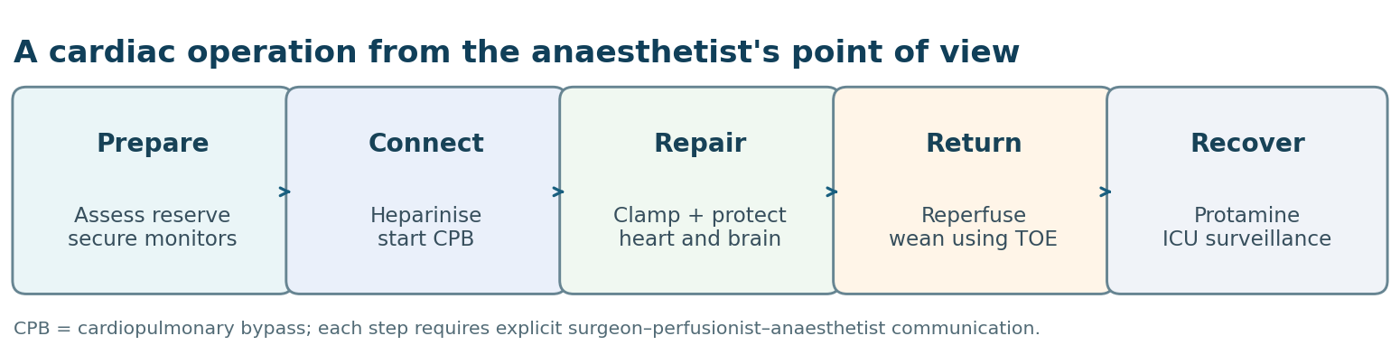 A cardiac operation from the anaesthetist's point of view
Prepare
Assess reserve
secure monitors
Connect
Heparinise
start CPB
Repair
Clamp + protect
heart and brain
Return
Reperfuse
wean using TOE
Recover
Protamine
ICU surveillance
CPB = cardiopulmonary bypass; each step requires explicit surgeon–perfusionist–anaesthetist communication.